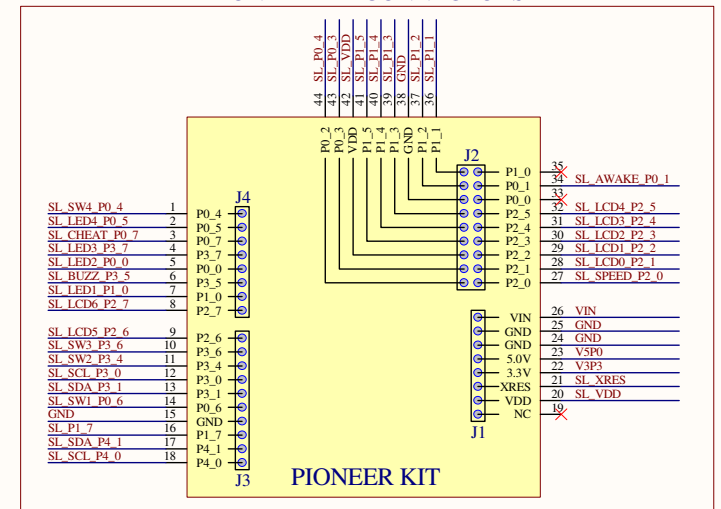 SL_P0_4
SL_P0_3
SL_VDD
SL_P1_5
SL_P1_4
SL_P1_3
GND
SL_P1_2
SL_P1_1
44
43
42
41
40
39
38
37
36
P0_2
P0_3
VDD
P1_5
P1_4
P1_3
GND
P1_2
P1_1
J2
P1_0 35
P0_1 34 SL_AWAKE_P0_1
P0_0 33
P2_5 32 SL_LCD4_P2_5
P2_4 31 SL_LCD3_P2_4
P2_3 30 SL_LCD2_P2_3
P2_2 29 SL_LCD1_P2_2
P2_1 28 SL_LCD0_P2_1
P2_0 27 SL_SPEED_P2_0
J4
SL_SW4_P0_4 1 P0_4
SL_LED4_P0_5 2 P0_5
SL_CHEAT_P0_7 3 P0_7
SL_LED3_P3_7 4 P3_7
SL_LED2_P0_0 5 P0_0
SL_BUZZ_P3_5 6 P3_5
SL_LED1_P1_0 7 P1_0
SL_LCD6_P2_7 8 P2_7
SL_LCD5_P2_6 9 P2_6
SL_SW3_P3_6 10 P3_6
SL_SW2_P3_4 11 P3_4
SL_SCL_P3_0 12 P3_0
SL_SDA_P3_1 13 P3_1
SL_SW1_P0_6 14 P0_6
GND 15 GND
SL_P1_7 16 P1_7
SL_SDA_P4_1 17 P4_1
SL_SCL_P4_0 18 P4_0
J3
VIN 26 VIN
GND 25 GND
GND 24 GND
5.0V 23 V5P0
3.3V 22 V3P3
XRES 21 SL_XRES
VDD 20 SL_VDD
NC 19
J1
PIONEER KIT